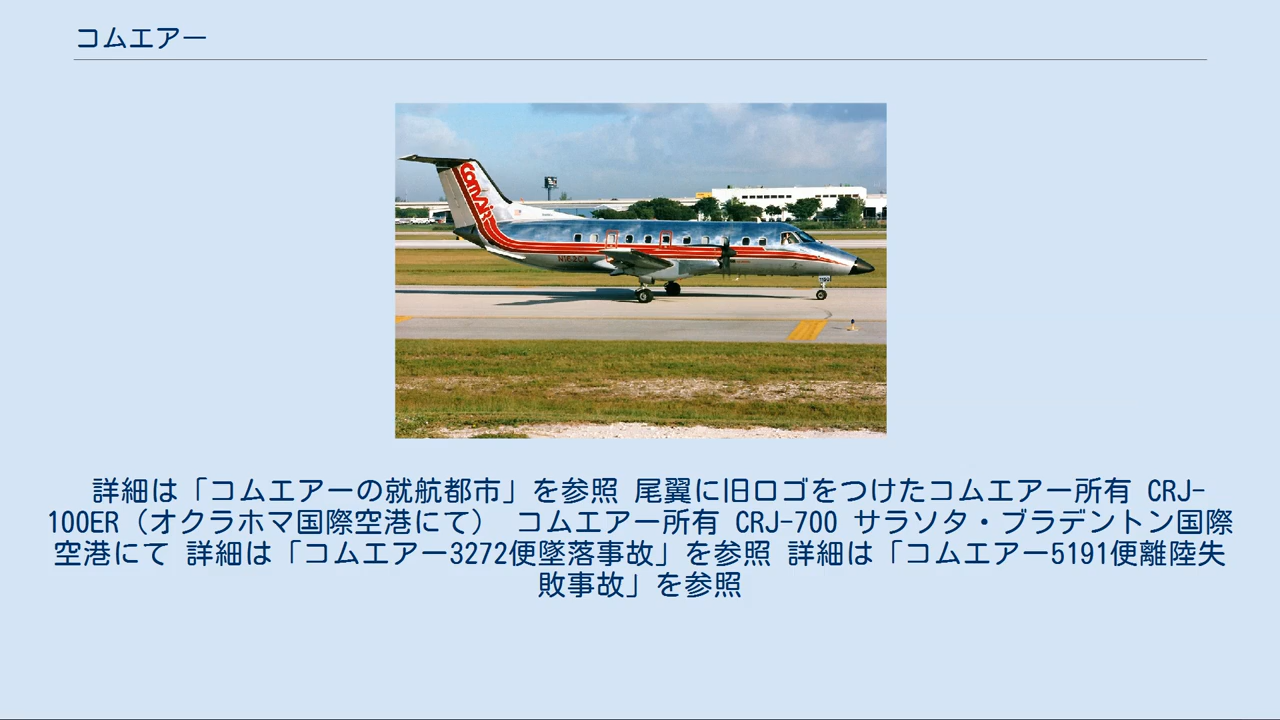 コムエアー
Comair
N162CA
詳細は「コムエアーの就航都市」を参照 尾翼に旧ロゴをつけたコムエアー所有 CRJ-
100ER（オクラホマ国際空港にて） コムエアー所有 CRJ-700 サラソタ・ブラデントン国際
空港にて 詳細は「コムエアー3272便墜落事故」を参照 詳細は「コムエアー5191便離陸失
敗事故」を参照